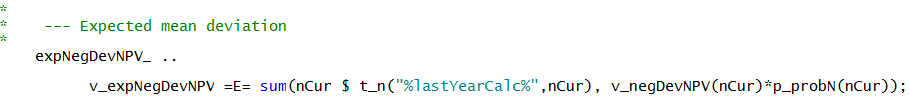 *
*    --- Expected mean deviation
*
expNegDevNPV_ ..
v_expNegDevNPV =E= sum(nCur $ t_n("%lastYearCalc%",nCur), v_negDevNPV(nCur)*p_probN(nCur));